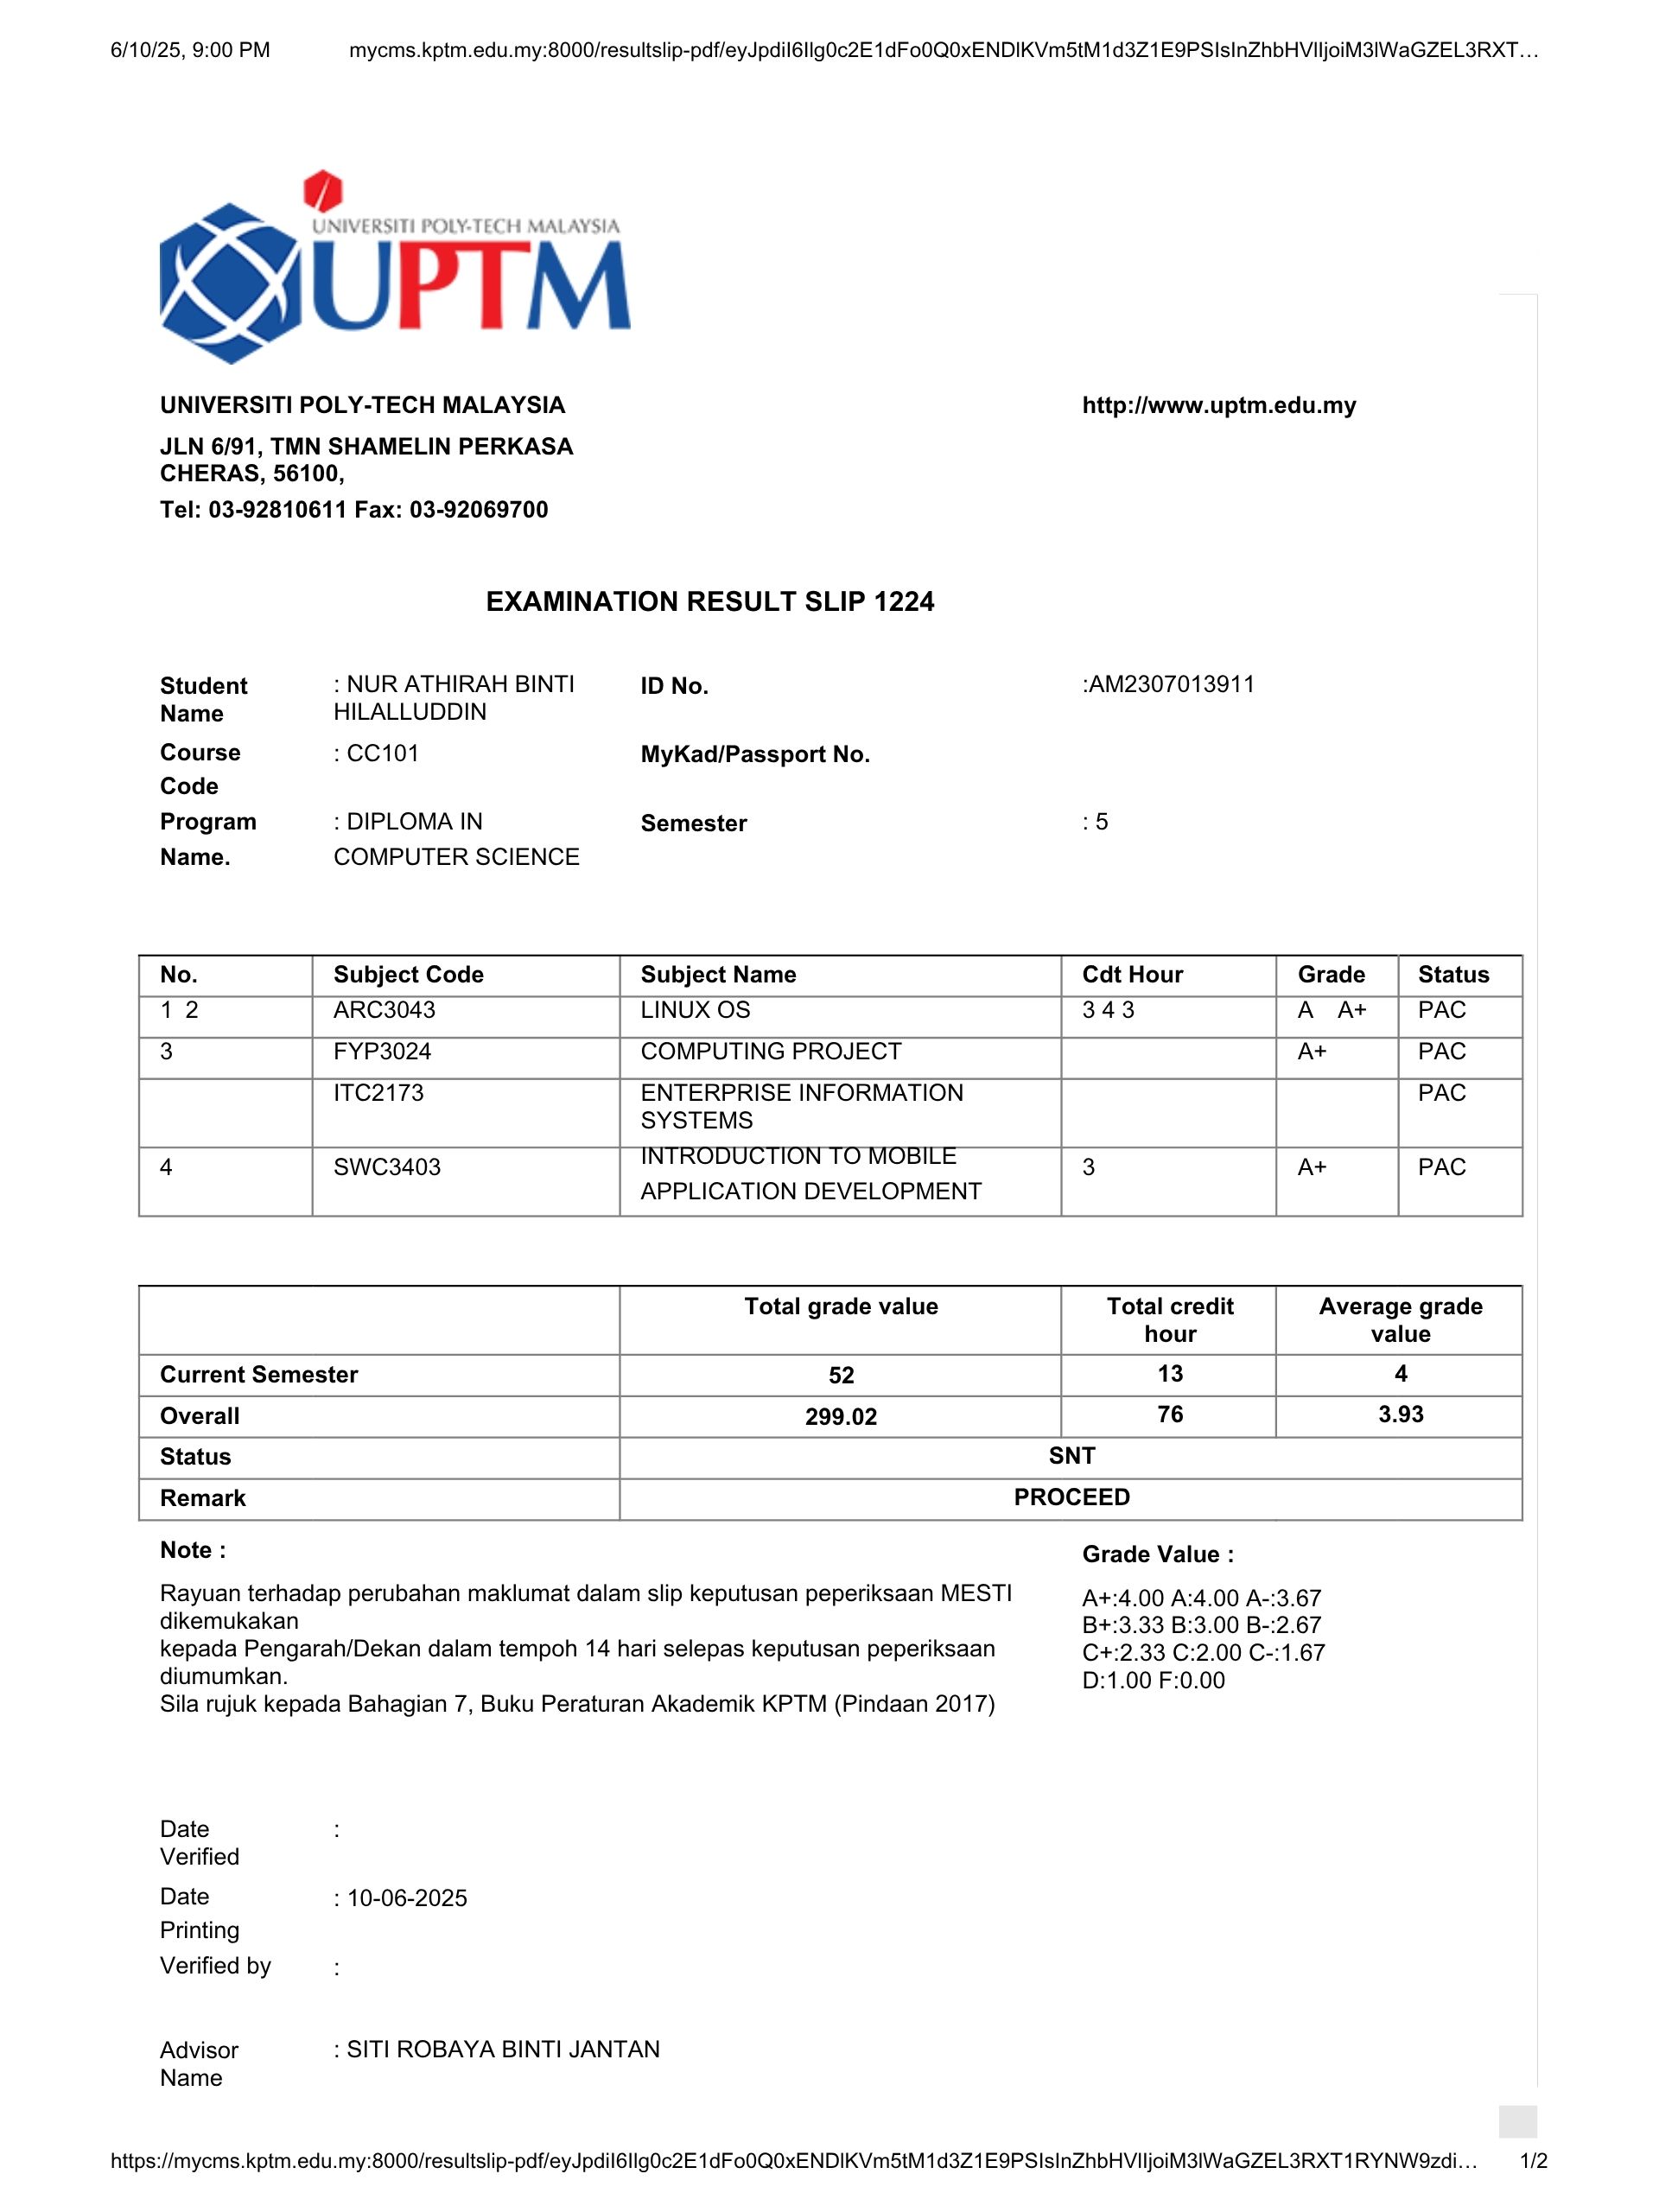 6/10/25, 9:00 PM mycms.kptm.edu.my:8000/resultslip-pdf/eyJpdiI6Ilg0c2E1dFo0Q0xENDlKVm5tM1d3Z1E9PSIsInZhbHVlIjoiM3lWaGZEL3RXT…
UNIVERSITI POLY-TECH MALAYSIA
UPTM
UNIVERSITI POLY-TECH MALAYSIA http://www.uptm.edu.my
JLN 6/91, TMN SHAMELIN PERKASA
CHERAS, 56100,
Tel: 03-92810611 Fax: 03-92069700
EXAMINATION RESULT SLIP 1224
Student Name : NUR ATHIRAH BINTI HILALLUDDIN ID No. :AM2307013911
Course Code : CC101 MyKad/Passport No.
Program Name. : DIPLOMA IN COMPUTER SCIENCE Semester : 5
No. Subject Code Subject Name Cdt Hour Grade Status
1 2 ARC3043 LINUX OS 3 4 3 A A+ PAC
3 FYP3024 COMPUTING PROJECT A+ PAC
ITC2173 ENTERPRISE INFORMATION SYSTEMS PAC
4 SWC3403 INTRODUCTION TO MOBILE APPLICATION DEVELOPMENT 3 A+ PAC
Total grade value Total credit hour Average grade value
Current Semester 52 13 4
Overall 299.02 76 3.93
Status SNT
Remark PROCEED
Note :
Rayuan terhadap perubahan maklumat dalam slip keputusan peperiksaan MESTI
dikemukakan
kepada Pengarah/Dekan dalam tempoh 14 hari selepas keputusan peperiksaan
diumumkan.
Sila rujuk kepada Bahagian 7, Buku Peraturan Akademik KPTM (Pindaan 2017)
Grade Value :
A+:4.00 A:4.00 A-:3.67
B+:3.33 B:3.00 B-:2.67
C+:2.33 C:2.00 C-:1.67
D:1.00 F:0.00
Date Verified :
Date Printing : 10-06-2025
Verified by :
Advisor Name : SITI ROBAYA BINTI JANTAN
https://mycms.kptm.edu.my:8000/resultslip-pdf/eyJpdiI6Ilg0c2E1dFo0Q0xENDlKVm5tM1d3Z1E9PSIsInZhbHVlIjoiM3lWaGZEL3RXT1RYNW9zdi… 1/2